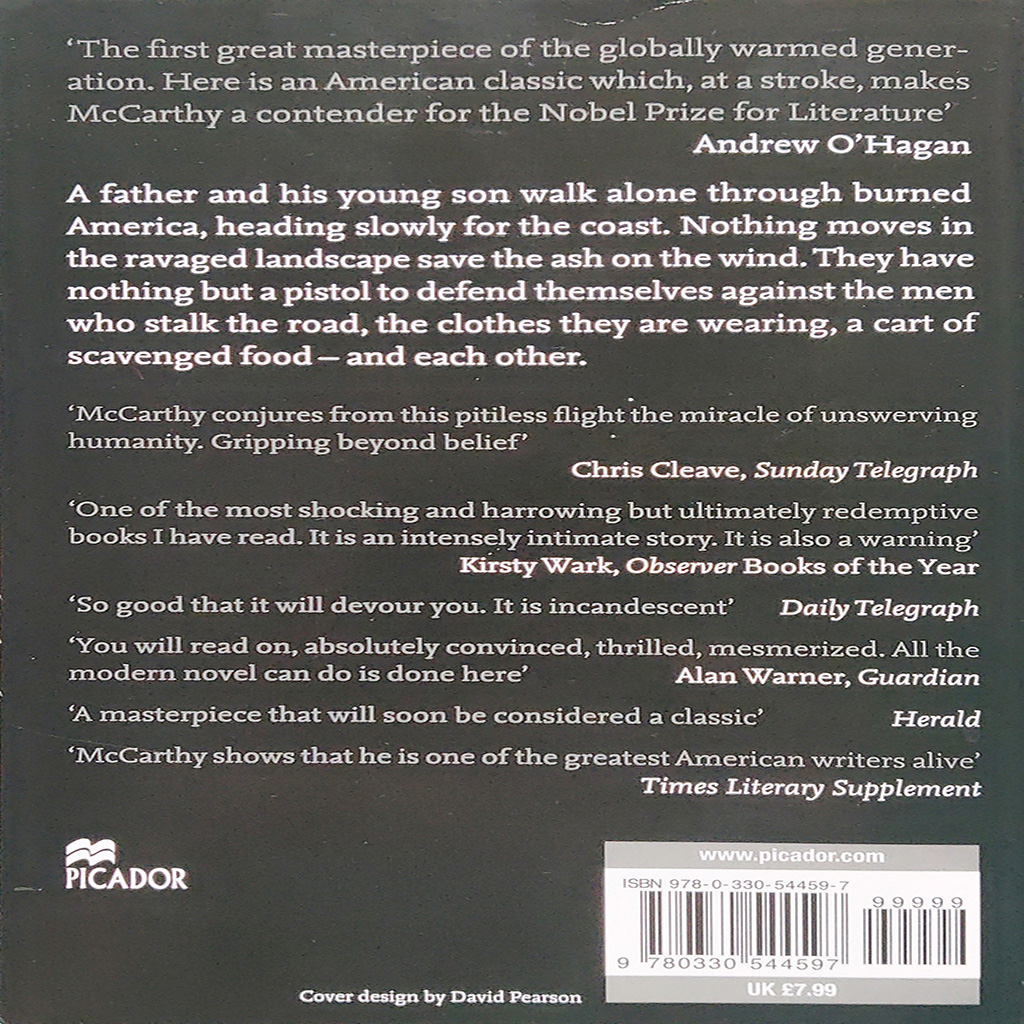 ‘The first great masterpiece of the globally warmed gener-
ation. Here is an American classic which, at a stroke, makes
McCarthy a contender for the Nobel Prize for Literature’
Andrew O’Hagan
A father and his young son walk alone through burned
America, heading slowly for the coast. Nothing moves in
the ravaged landscape save the ash on the wind. They have
nothing but a pistol to defend themselves against the men
who stalk the road, the clothes they are wearing, a cart of
scavenged food – and each other.
‘McCarthy conjures from this pitiless flight the miracle of unswerving
humanity. Gripping beyond belief’
Chris Cleave, Sunday Telegraph
‘One of the most shocking and harrowing but ultimately redemptive
books I have read. It is an intensely intimate story. It is also a warning’
Kirsty Wark, Observer Books of the Year
‘So good that it will devour you. It is incandescent’ Daily Telegraph
‘You will read on, absolutely convinced, thrilled, mesmerized. All the
modern novel can do is done here’ Alan Warner, Guardian
‘A masterpiece that will soon be considered a classic’ Herald
‘McCarthy shows that he is one of the greatest American writers alive’
Times Literary Supplement
PICADOR
www.picador.com
ISBN 978-0-330-54459-7
99999
9 780330 544597
UK £7.99
Cover design by David Pearson